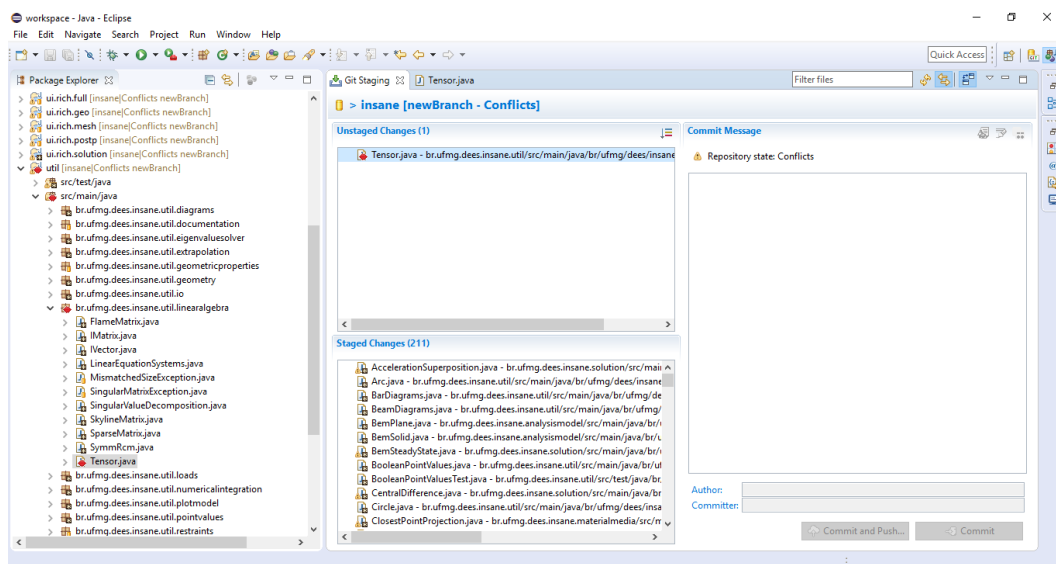 workspace - Java - Eclipse
File Edit Navigate Search Project Run Window Help
Quick Access
Package Explorer
ui.rich.full [insane|Conflicts newBranch]
ui.rich.geo [insane|Conflicts newBranch]
ui.rich.mesh [insane|Conflicts newBranch]
ui.rich.postp [insane|Conflicts newBranch]
ui.rich.solution [insane|Conflicts newBranch]
util [insane|Conflicts newBranch]
src/test/java
src/main/java
br.ufmg.dees.insane.util.diagrams
br.ufmg.dees.insane.util.documentation
br.ufmg.dees.insane.util.eigenvaluesolver
br.ufmg.dees.insane.util.extrapolation
br.ufmg.dees.insane.util.geometricproperties
br.ufmg.dees.insane.util.geometry
br.ufmg.dees.insane.util.io
br.ufmg.dees.insane.util.linearalgebra
FlameMatrix.java
IMatrix.java
IVector.java
LinearEquationSystems.java
MismatchedSizeException.java
SingularMatrixException.java
SingularValueDecomposition.java
SkylineMatrix.java
SparseMatrix.java
SymmRcm.java
Tensor.java
br.ufmg.dees.insane.util.loads
br.ufmg.dees.insane.util.numericalintegration
br.ufmg.dees.insane.util.plotmodel
br.ufmg.dees.insane.util.pointvalues
br.ufmg.dees.insane.util.restraints
Git Staging Tensor.java
Filter files
> insane [newBranch - Conflicts]
Unstaged Changes (1)
Tensor.java - br.ufmg.dees.insane.util/src/main/java/br/ufmg/dees/insane
Staged Changes (211)
AccelerationSuperposition.java - br.ufmg.dees.insane.solution/src/main
Arc.java - br.ufmg.dees.insane.util/src/main/java/br/ufmg/dees/insane
BarDiagrams.java - br.ufmg.dees.insane.util/src/main/java/br/ufmg/de
BeamDiagrams.java - br.ufmg.dees.insane.util/src/main/java/br/ufmg/
BemPlane.java - br.ufmg.dees.insane.analysismodel/src/main/java/br/u
BemSolid.java - br.ufmg.dees.insane.analysismodel/src/main/java/br/u
BemSteadyState.java - br.ufmg.dees.insane.solution/src/main/java/br/
BooleanPointValues.java - br.ufmg.dees.insane.util/src/main/java/br/uf
BooleanPointValuesTest.java - br.ufmg.dees.insane.util/src/test/java/br.
CentralDifference.java - br.ufmg.dees.insane.solution/src/main/java/br
Circle.java - br.ufmg.dees.insane.util/src/main/java/br/ufmg/dees/insa
ClosestPointProjection.java - br.ufmg.dees.insane.materialmedia/src/m
Commit Message
Repository state: Conflicts
Author:
Committer:
Commit and Push...
Commit